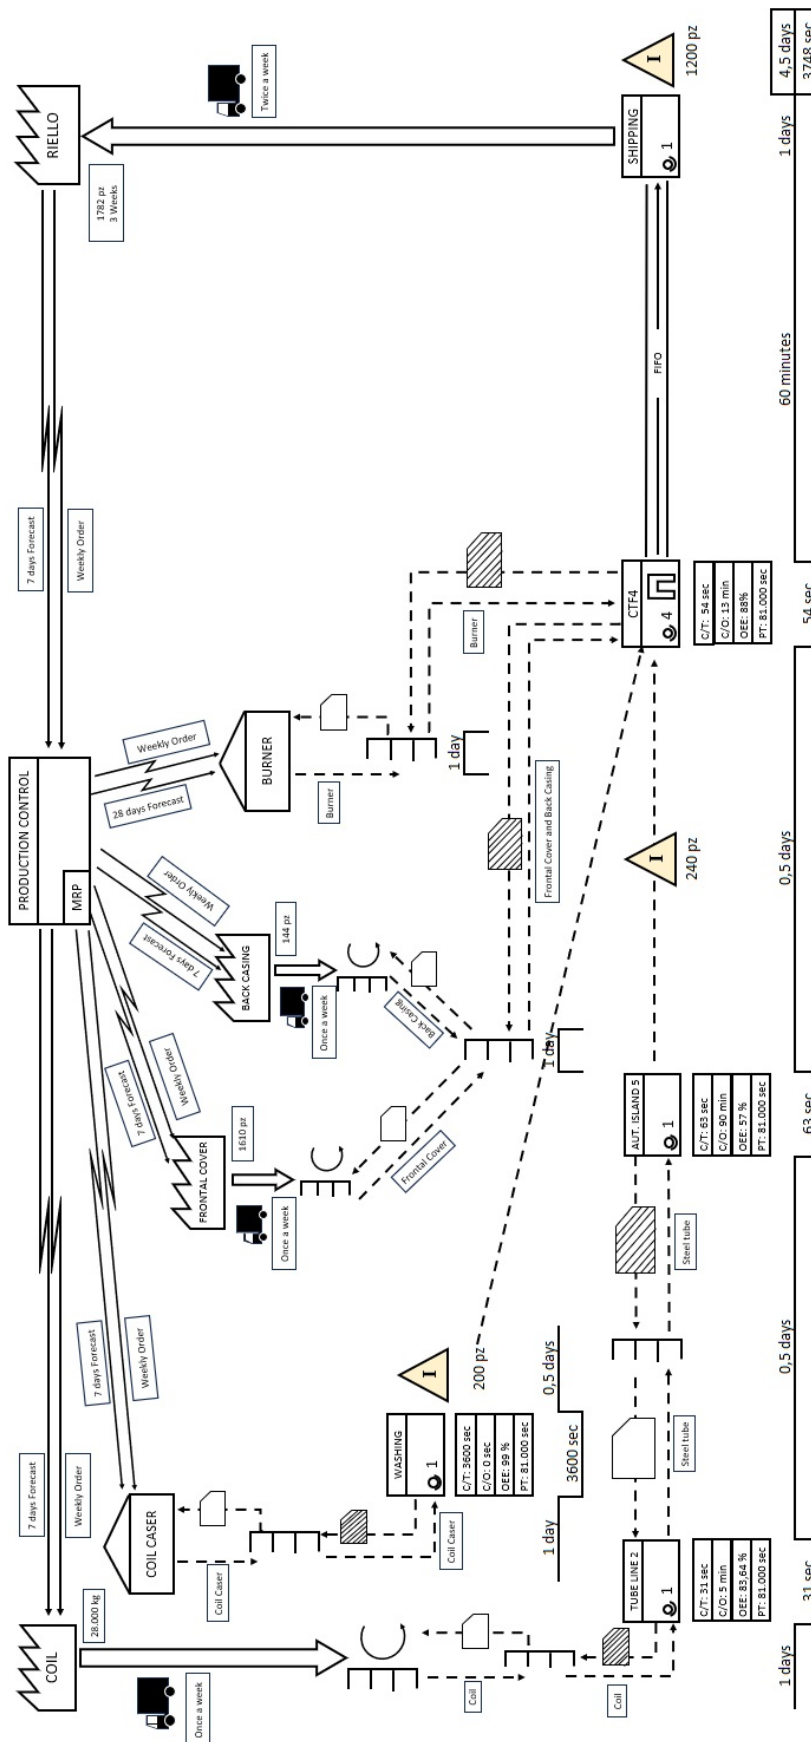 COIL
28.000 kg
Once a week
7 days Forecast
Weekly Order
PRODUCTION CONTROL
MRP
7 days Forecast
Weekly Order
RIELLO
1782 pz
3 Weeks
Twice a week
7 days Forecast
Weekly Order
COIL CASER
Coil Caser
Coil Caser
7 days Forecast
Weekly Order
FRONTAL COVER
1610 pz
Once a week
Frontal Cover
7 days Forecast
Weekly Order
BACK CASING
144 pz
Once a week
Back Casing
28 days Forecast
Weekly Order
BURNER
Burner
1 day
Burner
Frontal Cover and Back Casing
1 day
WASHING
1
C/T: 3600 sec
C/O: 0 sec
OEE: 99 %
PT: 81.000 sec
I
200 pz
1 day
3600 sec
0,5 days
Coil
Coil
TUBE LINE 2
1
C/T: 31 sec
C/O: 5 min
OEE: 83,64 %
PT: 81.000 sec
Steel tube
Steel tube
AUT. ISLAND 5
1
C/T: 63 sec
C/O: 90 min
OEE: 57 %
PT: 81.000 sec
I
240 pz
CTF4
4
C/T: 54 sec
C/O: 13 min
OEE: 88%
PT: 81.000 sec
FIFO
SHIPPING
1
I
1200 pz
1 days
31 sec
0,5 days
63 sec
0,5 days
54 sec
60 minutes
1 days
4,5 days
3748 sec